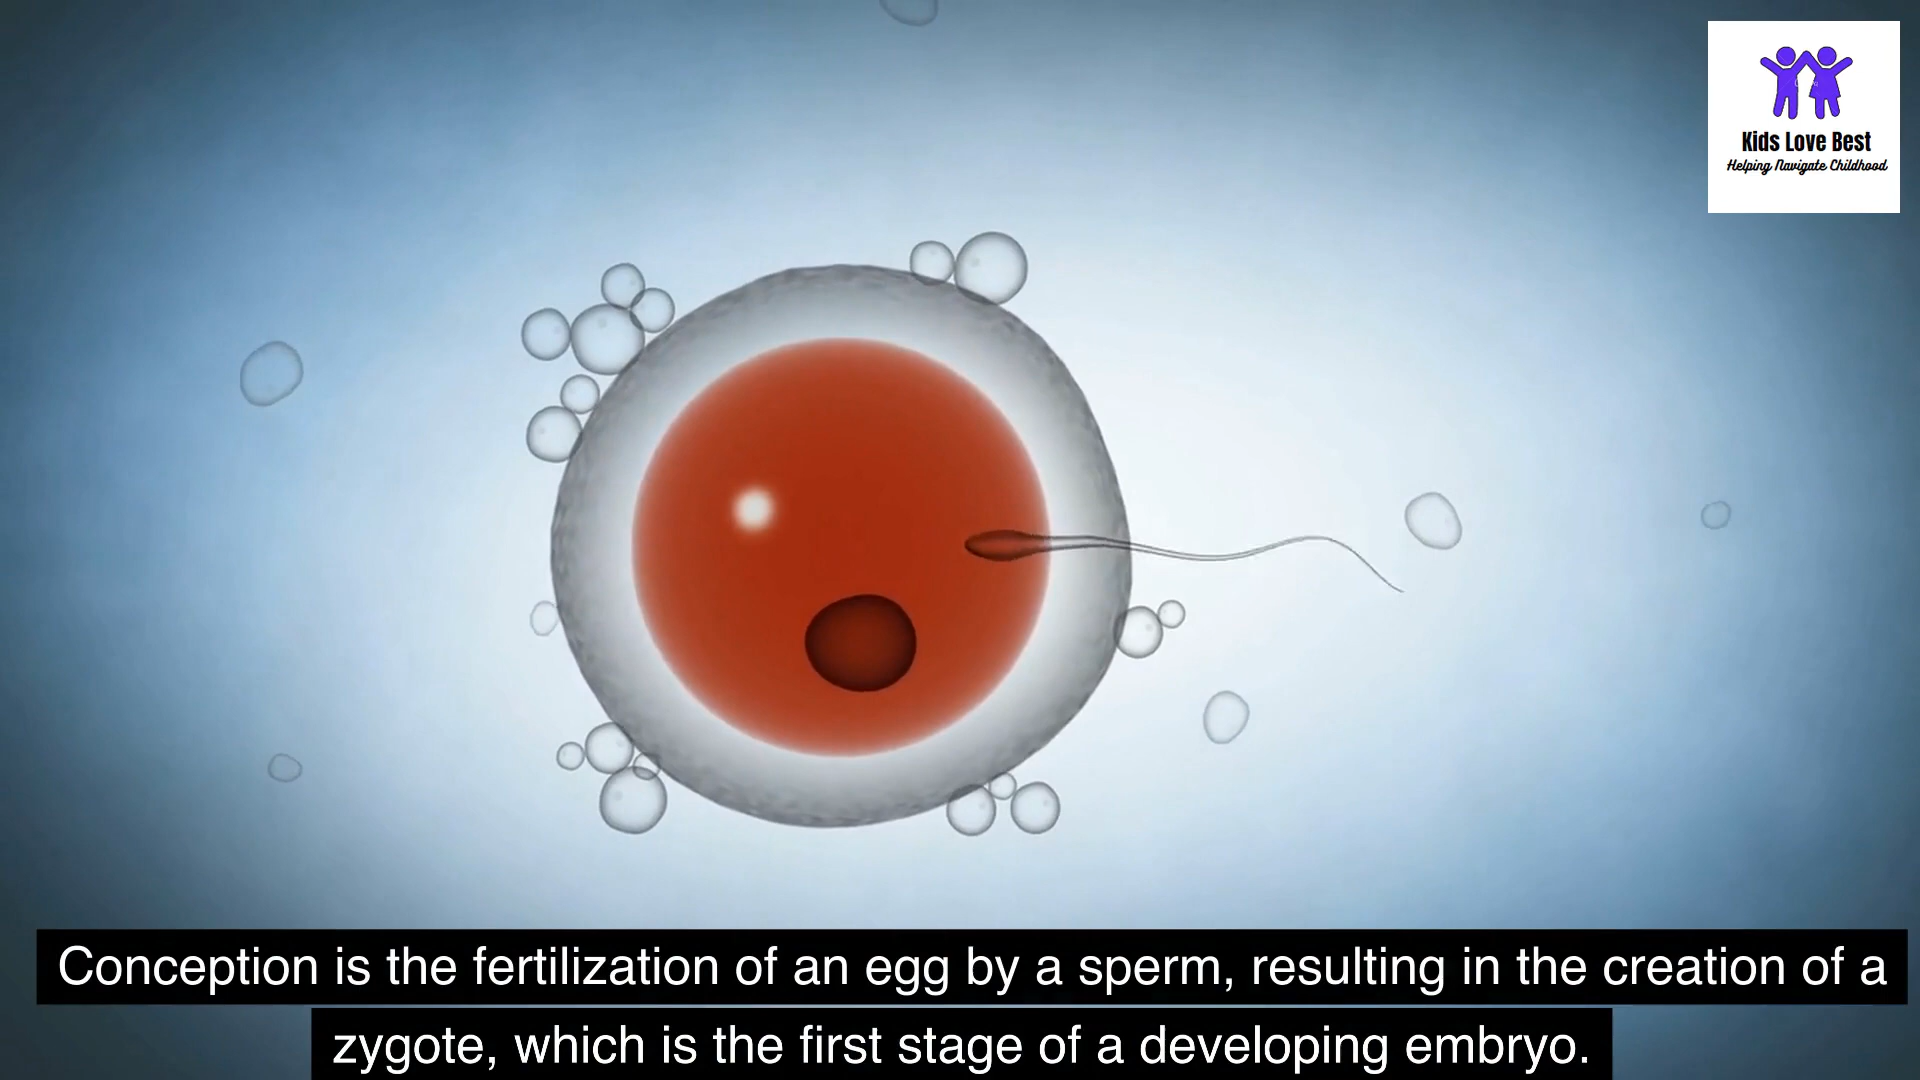 Kids Love Best
Helping Navigate Childhood
Conception is the fertilization of an egg by a sperm, resulting in the creation of a
zygote, which is the first stage of a developing embryo.